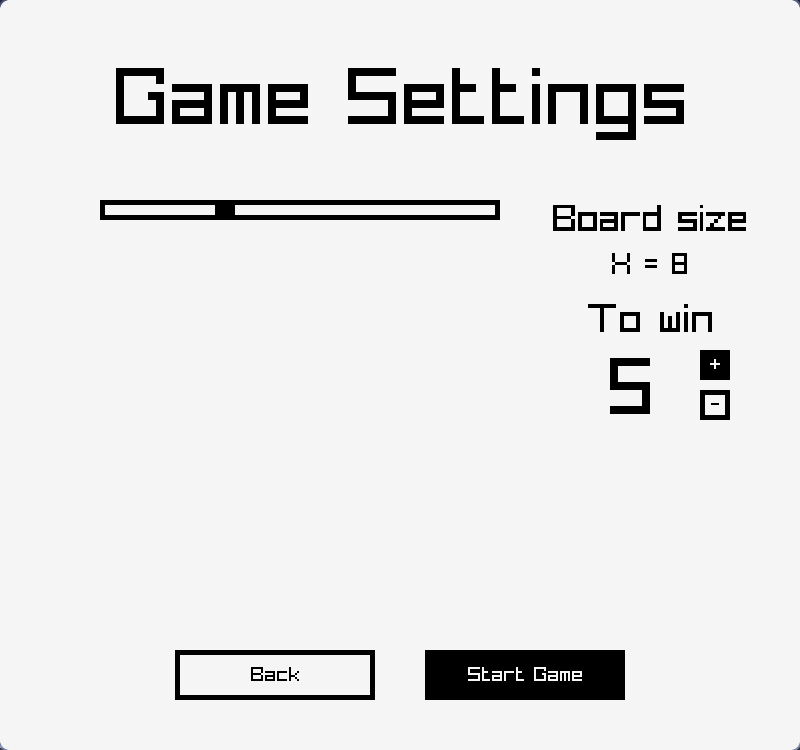 Game Settings
Board size
X = 8
To win
5
+
-
Back
Start Game